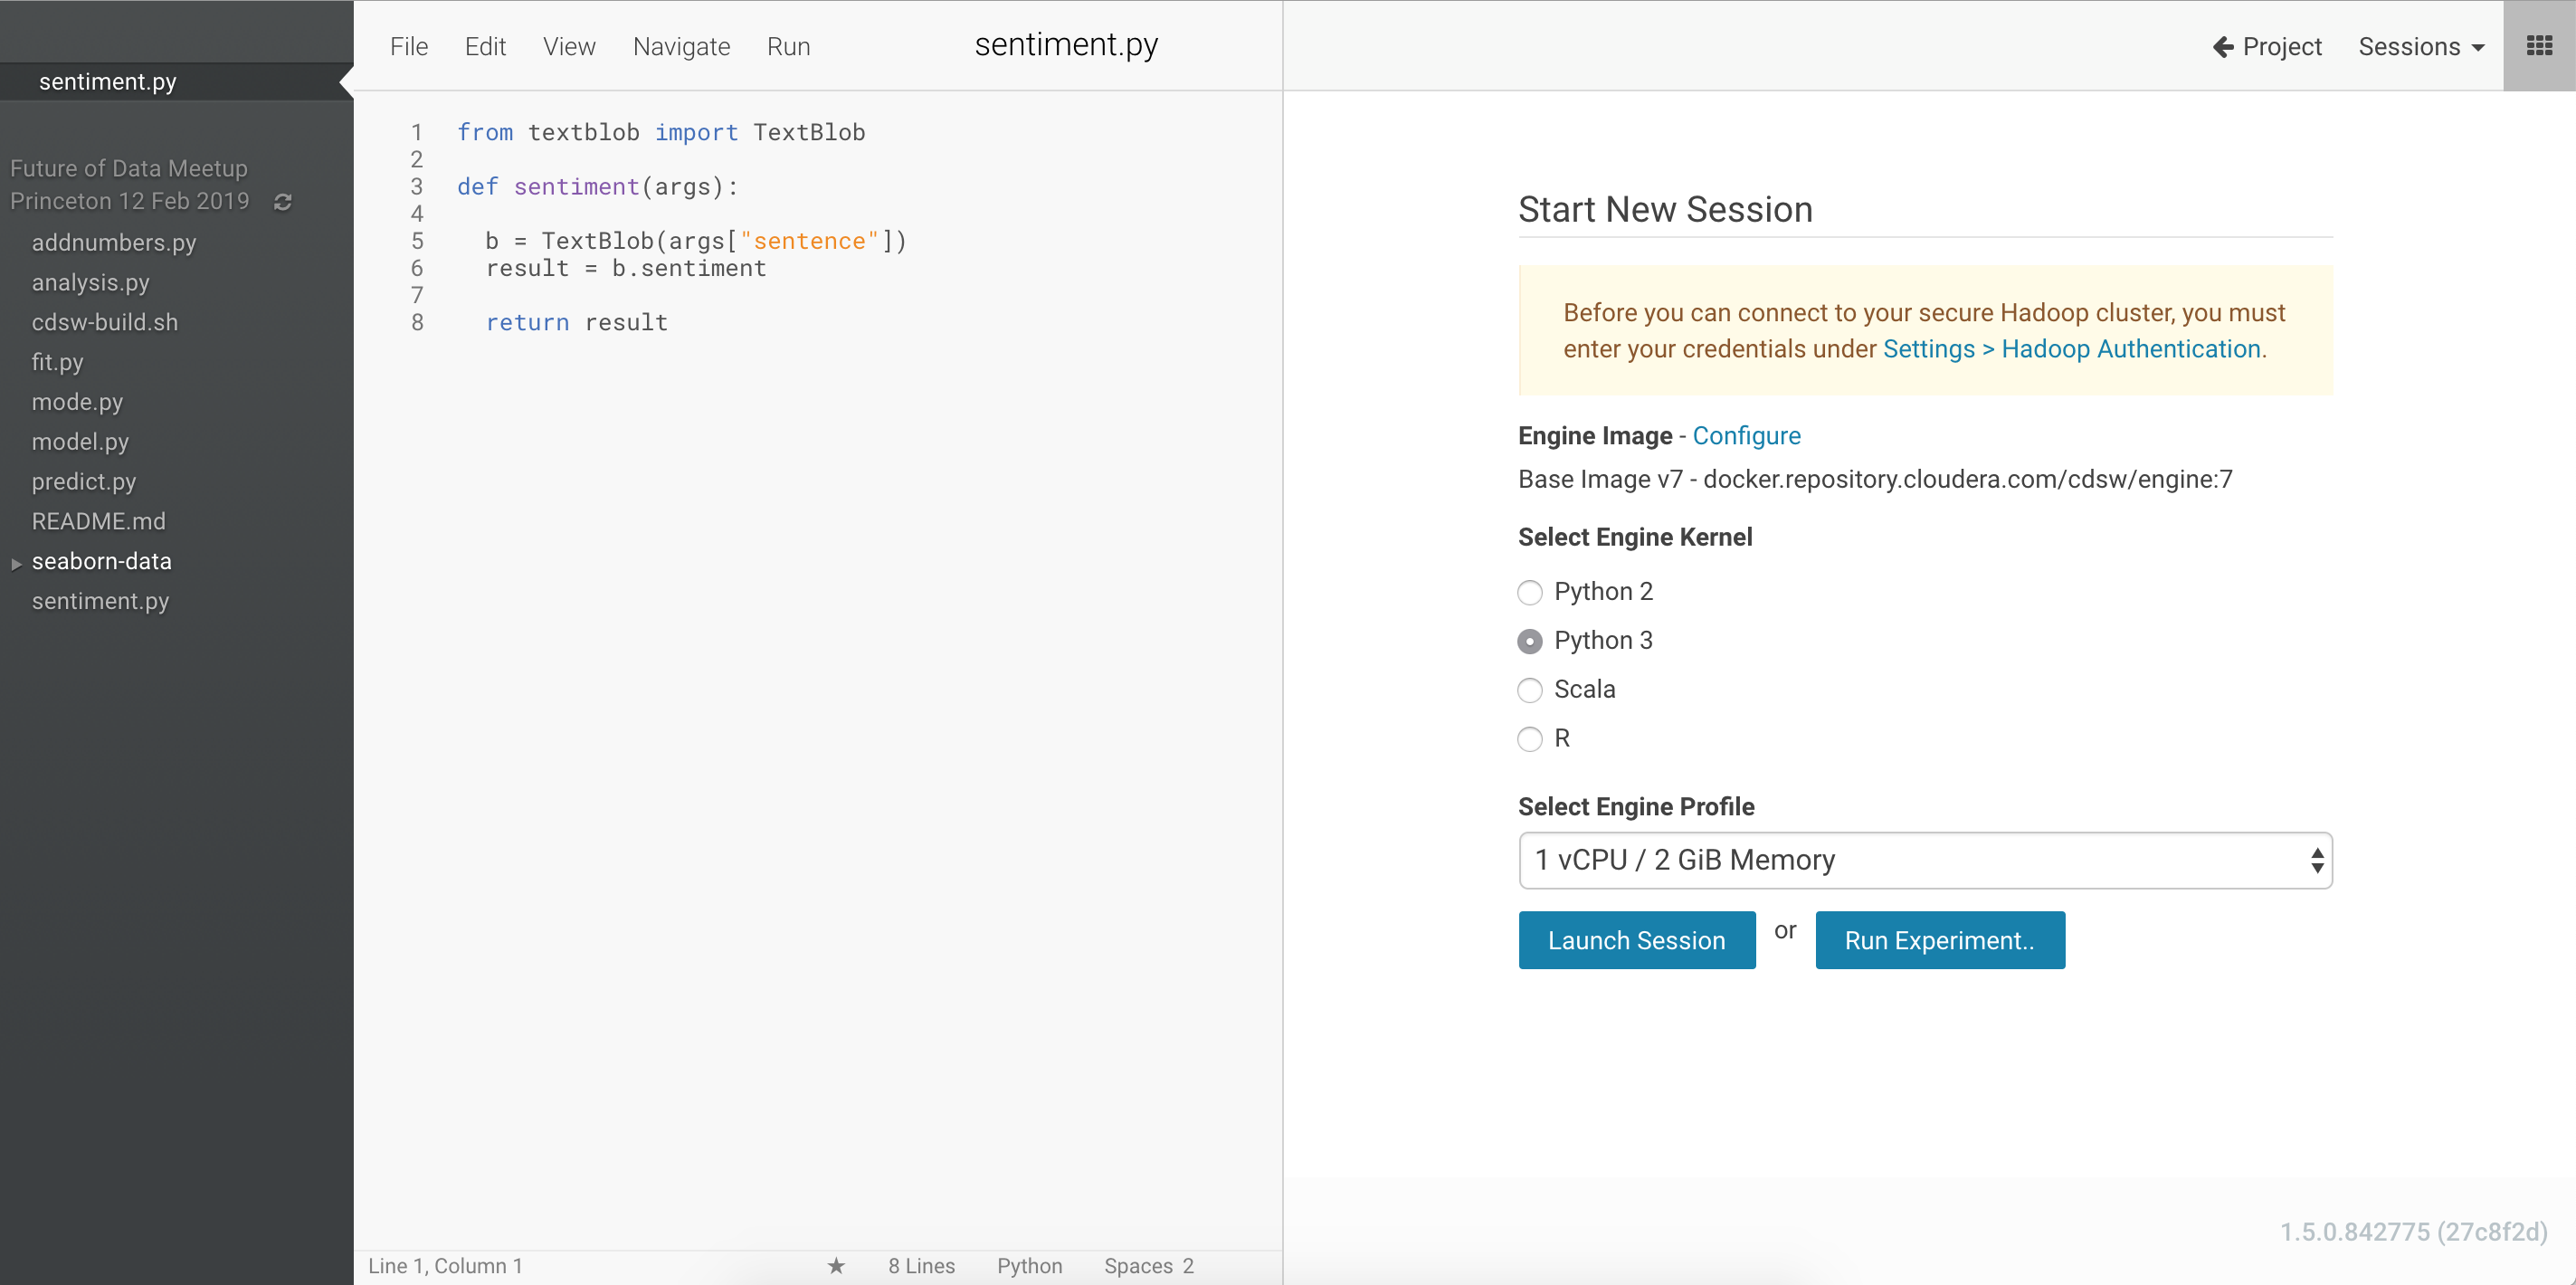 sentiment.py
Future of Data Meetup
Princeton 12 Feb 2019
addnumbers.py
analysis.py
cdsw-build.sh
fit.py
mode.py
model.py
predict.py
README.md
seaborn-data
sentiment.py
File Edit View Navigate Run sentiment.py
1 from textblob import TextBlob
2
3 def sentiment(args):
4
5 b = TextBlob(args["sentence"])
6 result = b.sentiment
7
8 return result
Line 1, Column 1 ★ 8 Lines Python Spaces 2
Project Sessions
Start New Session
Before you can connect to your secure Hadoop cluster, you must
enter your credentials under Settings > Hadoop Authentication.
Engine Image - Configure
Base Image v7 - docker.repository.cloudera.com/cdsw/engine:7
Select Engine Kernel
Python 2
Python 3
Scala
R
Select Engine Profile
1 vCPU / 2 GiB Memory
Launch Session or Run Experiment..
1.5.0.842775 (27c8f2d)